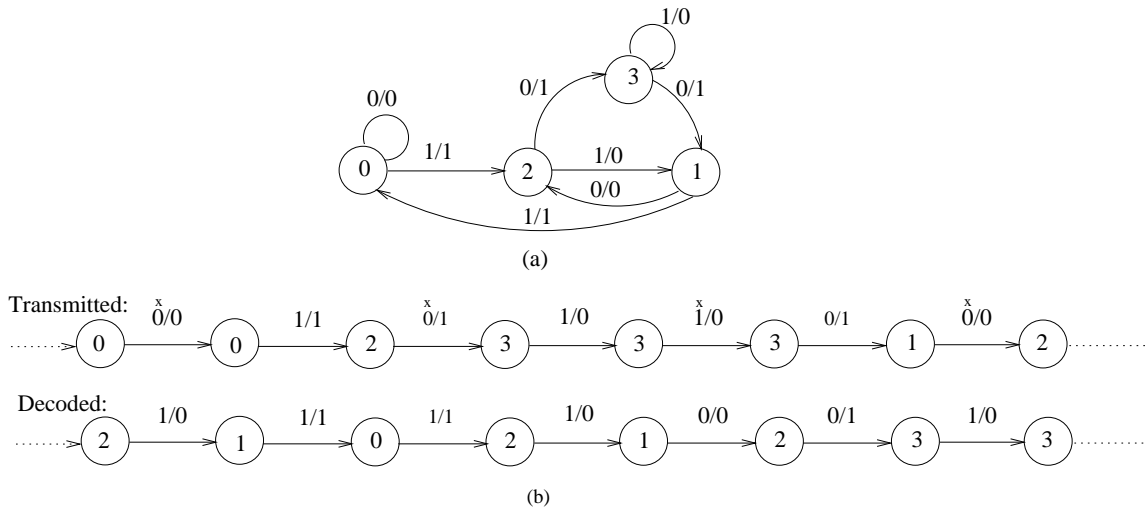 1/0
3
0/0
0/1
0/1
1/1
1/0
0
2
1
0/0
1/1
(a)
Transmitted:
x x x x
0/0 1/1 0/1 1/0 1/0 0/1 0/0
0 0 2 3 3 3 1 2
Decoded:
1/0 1/1 1/1 1/0 0/0 0/1 1/0
2 1 0 2 1 2 3 3
(b)